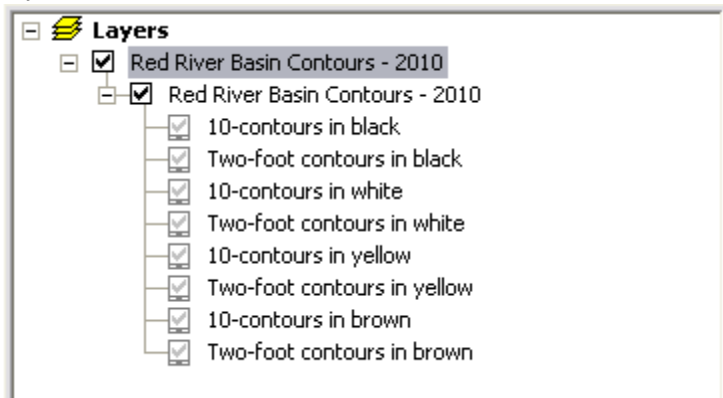 Layers
Red River Basin Contours - 2010
Red River Basin Contours - 2010
10-contours in black
Two-foot contours in black
10-contours in white
Two-foot contours in white
10-contours in yellow
Two-foot contours in yellow
10-contours in brown
Two-foot contours in brown